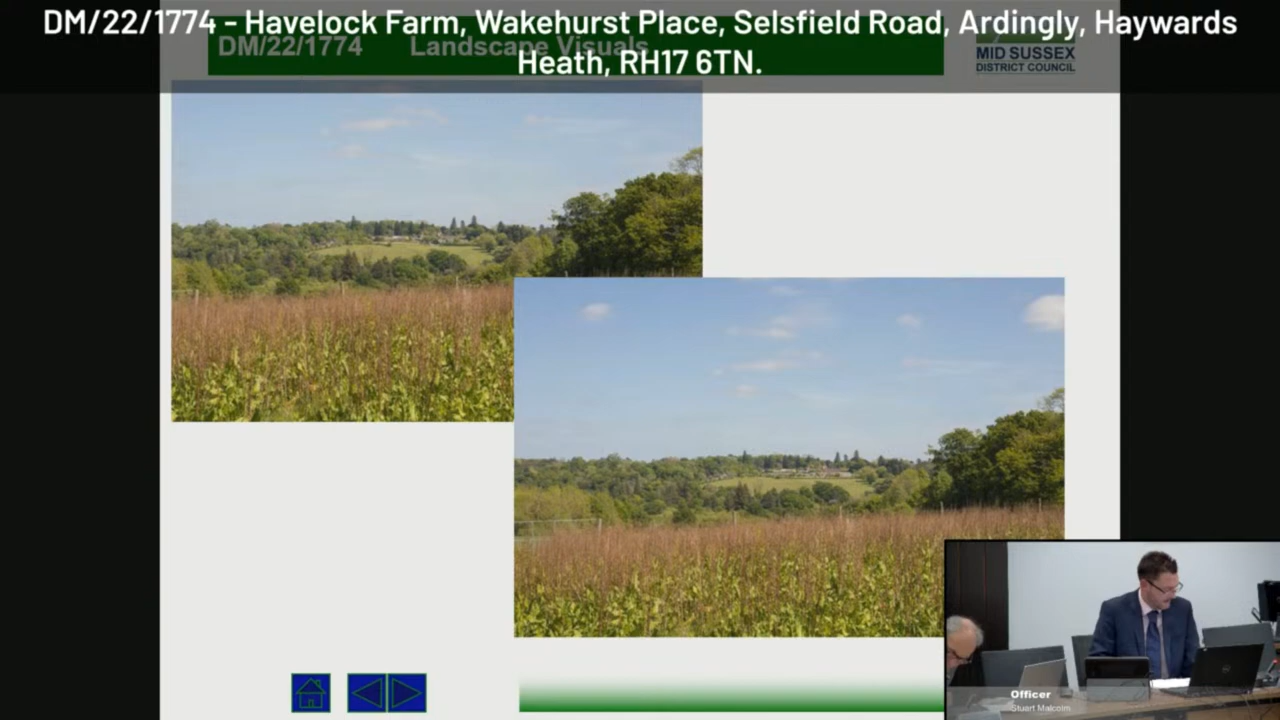 DM/22/1774 - Havelock Farm, Wakehurst Place, Selsfield Road, Ardingly, Haywards
Heath, RH17 6TN.
DM/22/1774 Landscape Visuals
MID SUSSEX
DISTRICT COUNCIL
Officer
Stuart Malcolm